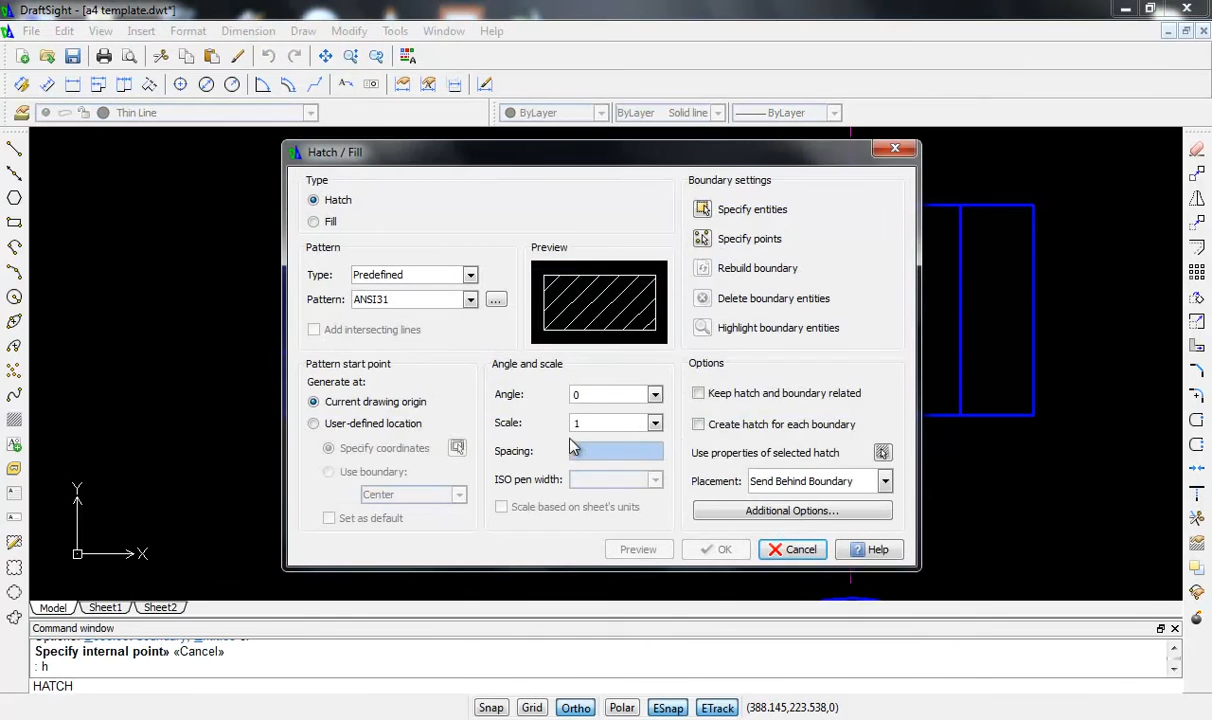 DraftSight - [a4 template.dwt*]
File Edit View Insert Format Dimension Draw Modify Tools Window Help
Thin Line ByLayer ByLayer Solid line ByLayer
Hatch / Fill
Type
Hatch
Fill
Pattern
Type: Predefined
Pattern: ANSI31 ...
Add intersecting lines
Preview
Boundary settings
Specify entities
Specify points
Rebuild boundary
Delete boundary entities
Highlight boundary entities
Pattern start point
Generate at:
Current drawing origin
User-defined location
Specify coordinates
Use boundary:
Center
Set as default
Angle and scale
Angle: 0
Scale: 1
Spacing:
ISO pen width:
Scale based on sheet's units
Options
Keep hatch and boundary related
Create hatch for each boundary
Use properties of selected hatch
Placement: Send Behind Boundary
Additional Options...
Preview OK Cancel Help
Y
X
Model Sheet1 Sheet2
Command window
Specify internal point» «Cancel»
: h
HATCH
Snap Grid Ortho Polar ESnap ETrack (388.145,223.538,0)